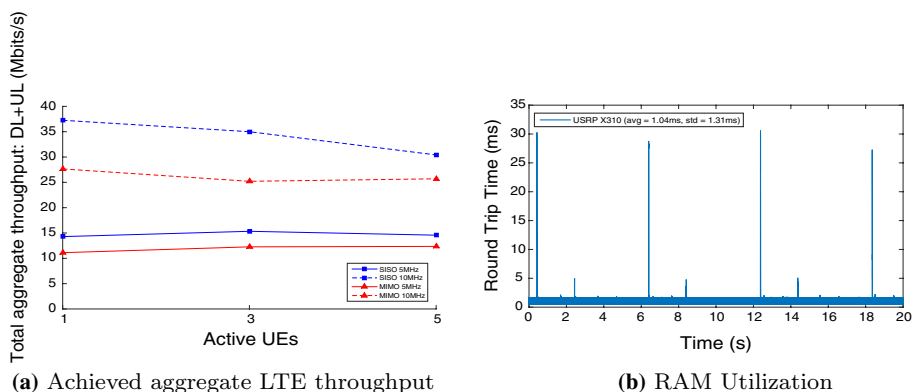 Total aggregate throughput: DL+UL (Mbits/s)
40
35
30
25
20
15
10
5
0
1
3
5
Active UEs
SISO 5MHz
SISO 10MHz
MIMO 5MHz
MIMO 10MHz
(a) Achieved aggregate LTE throughput
Round Trip Time (ms)
35
30
25
20
15
10
5
0
0 2 4 6 8 10 12 14 16 18 20
Time (s)
USRP X310 (avg = 1.04ms, std = 1.31ms)
(b) RAM Utilization